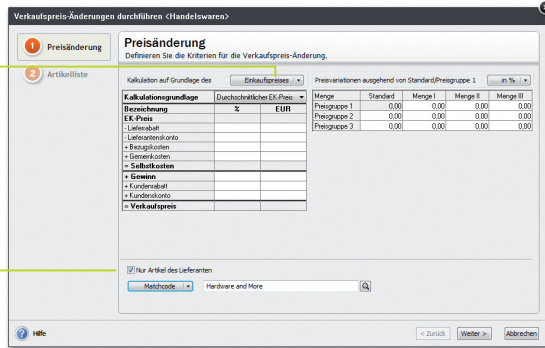 Verkaufspreis-Änderungen durchführen <Handelswaren>
1 Preisänderung
2 Artikelliste
Preisänderung
Definieren Sie die Kriterien für die Verkaufspreis-Änderung.
Kalkulation auf Grundlage des Einkaufspreises
Preisvariationen ausgehend von Standard/Preisgruppe 1 in %
Kalkulationsgrundlage Durchschnittlicher EK-Preis
Bezeichnung % EUR
EK-Preis
- Lieferrabatt
- Lieferantenskonto
+ Bezugskosten
+ Gemeinkosten
= Selbstkosten
+ Gewinn
+ Kundenrabatt
+ Kundenskonto
= Verkaufspreis
Menge Standard Menge I Menge II Menge III
Preisgruppe 1 0,00 0,00 0,00 0,00
Preisgruppe 2 0,00 0,00 0,00 0,00
Preisgruppe 3 0,00 0,00 0,00 0,00
Nur Artikel des Lieferanten
Matchcode Hardware and More
Hilfe
< Zurück Weiter > Abbrechen